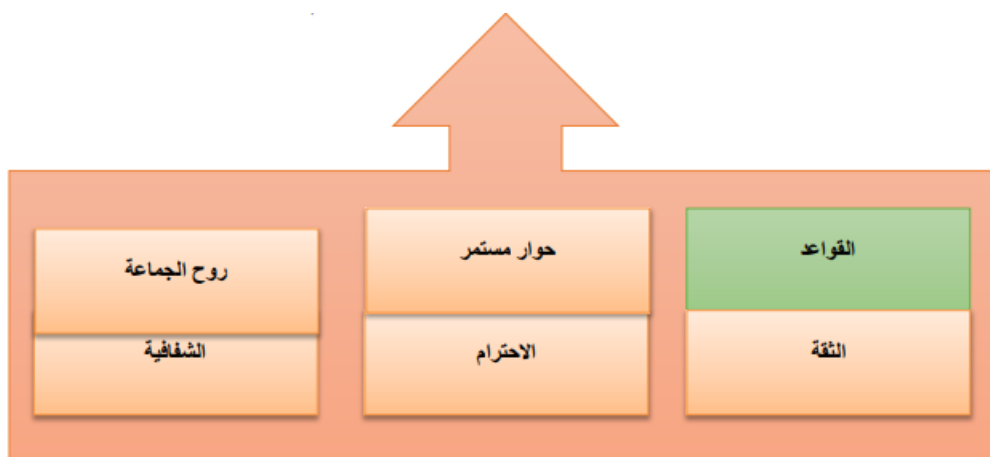 القواعد
حوار مستمر
روح الجماعة
الثقة
الاحترام
الشفافية